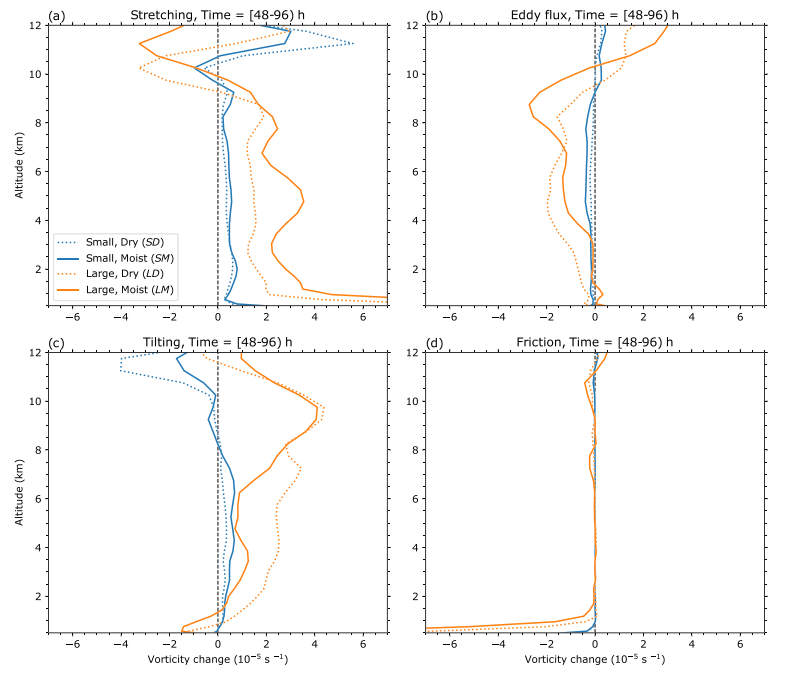 (a) Stretching, Time = [48-96) h
(b) Eddy flux, Time = [48-96) h
Altitude (km)
12
10
8
6
4
2
Small, Dry (SD)
Small, Moist (SM)
Large, Dry (LD)
Large, Moist (LM)
−6 −4 −2 0 2 4 6
12
10
8
6
4
2
−6 −4 −2 0 2 4 6
(c) Tilting, Time = [48-96) h
(d) Friction, Time = [48-96) h
Altitude (km)
12
10
8
6
4
2
−6 −4 −2 0 2 4 6
Vorticity change (10⁻⁵ s ⁻¹)
12
10
8
6
4
2
−6 −4 −2 0 2 4 6
Vorticity change (10⁻⁵ s ⁻¹)